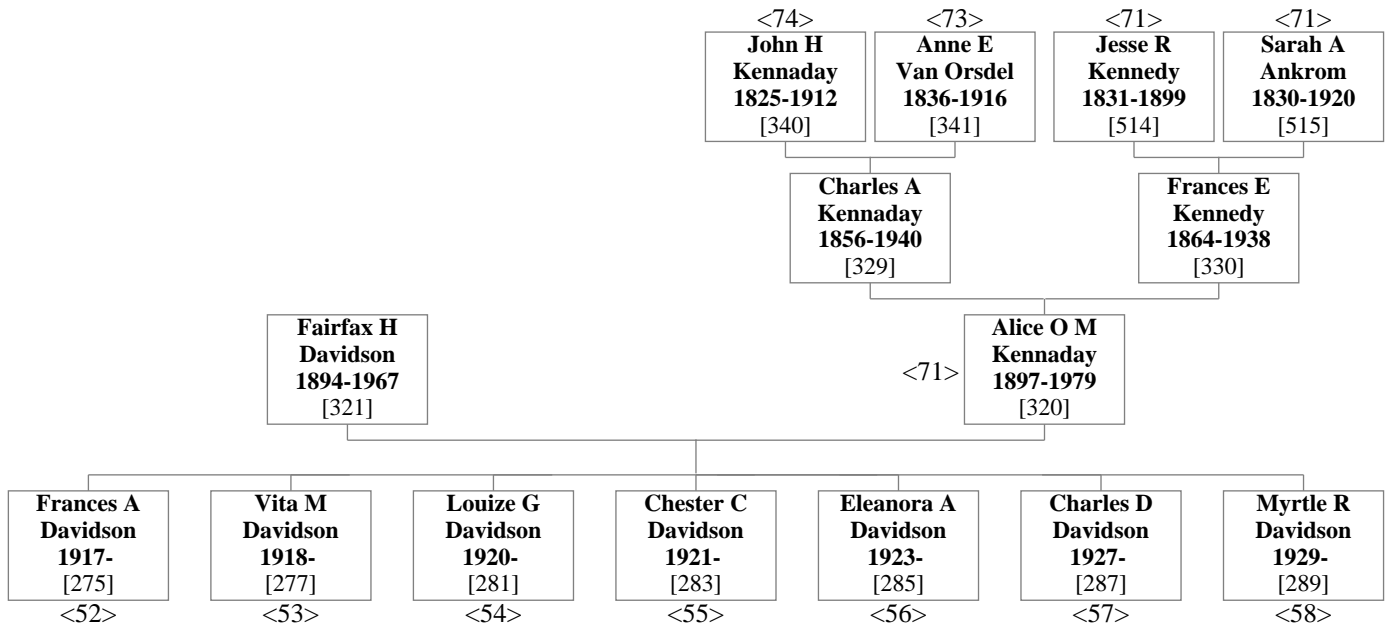 <74>
John H
Kennaday
1825-1912
[340]
<73>
Anne E
Van Orsdel
1836-1916
[341]
<71>
Jesse R
Kennedy
1831-1899
[514]
<71>
Sarah A
Ankrom
1830-1920
[515]
Charles A
Kennaday
1856-1940
[329]
Frances E
Kennedy
1864-1938
[330]
Fairfax H
Davidson
1894-1967
[321]
<71>
Alice O M
Kennaday
1897-1979
[320]
Frances A
Davidson
1917-
[275]
<52>
Vita M
Davidson
1918-
[277]
<53>
Louize G
Davidson
1920-
[281]
<54>
Chester C
Davidson
1921-
[283]
<55>
Eleanora A
Davidson
1923-
[285]
<56>
Charles D
Davidson
1927-
[287]
<57>
Myrtle R
Davidson
1929-
[289]
<58>